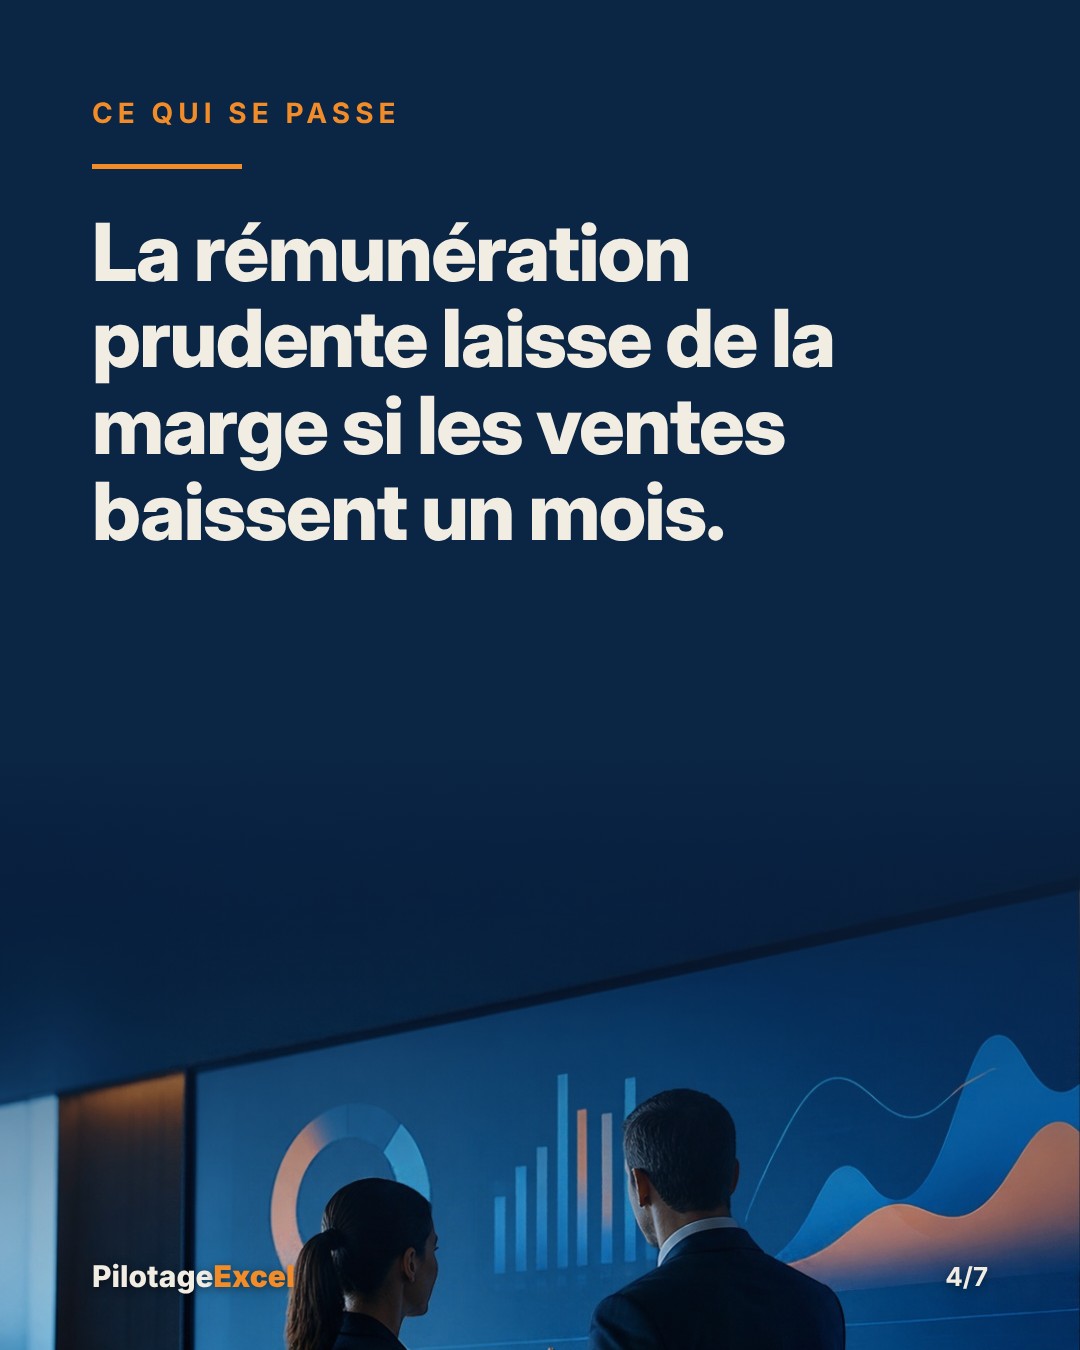 CE QUI SE PASSE
La rémunération
prudente laisse de la
marge si les ventes
baissent un mois.
PilotageExcel
4/7